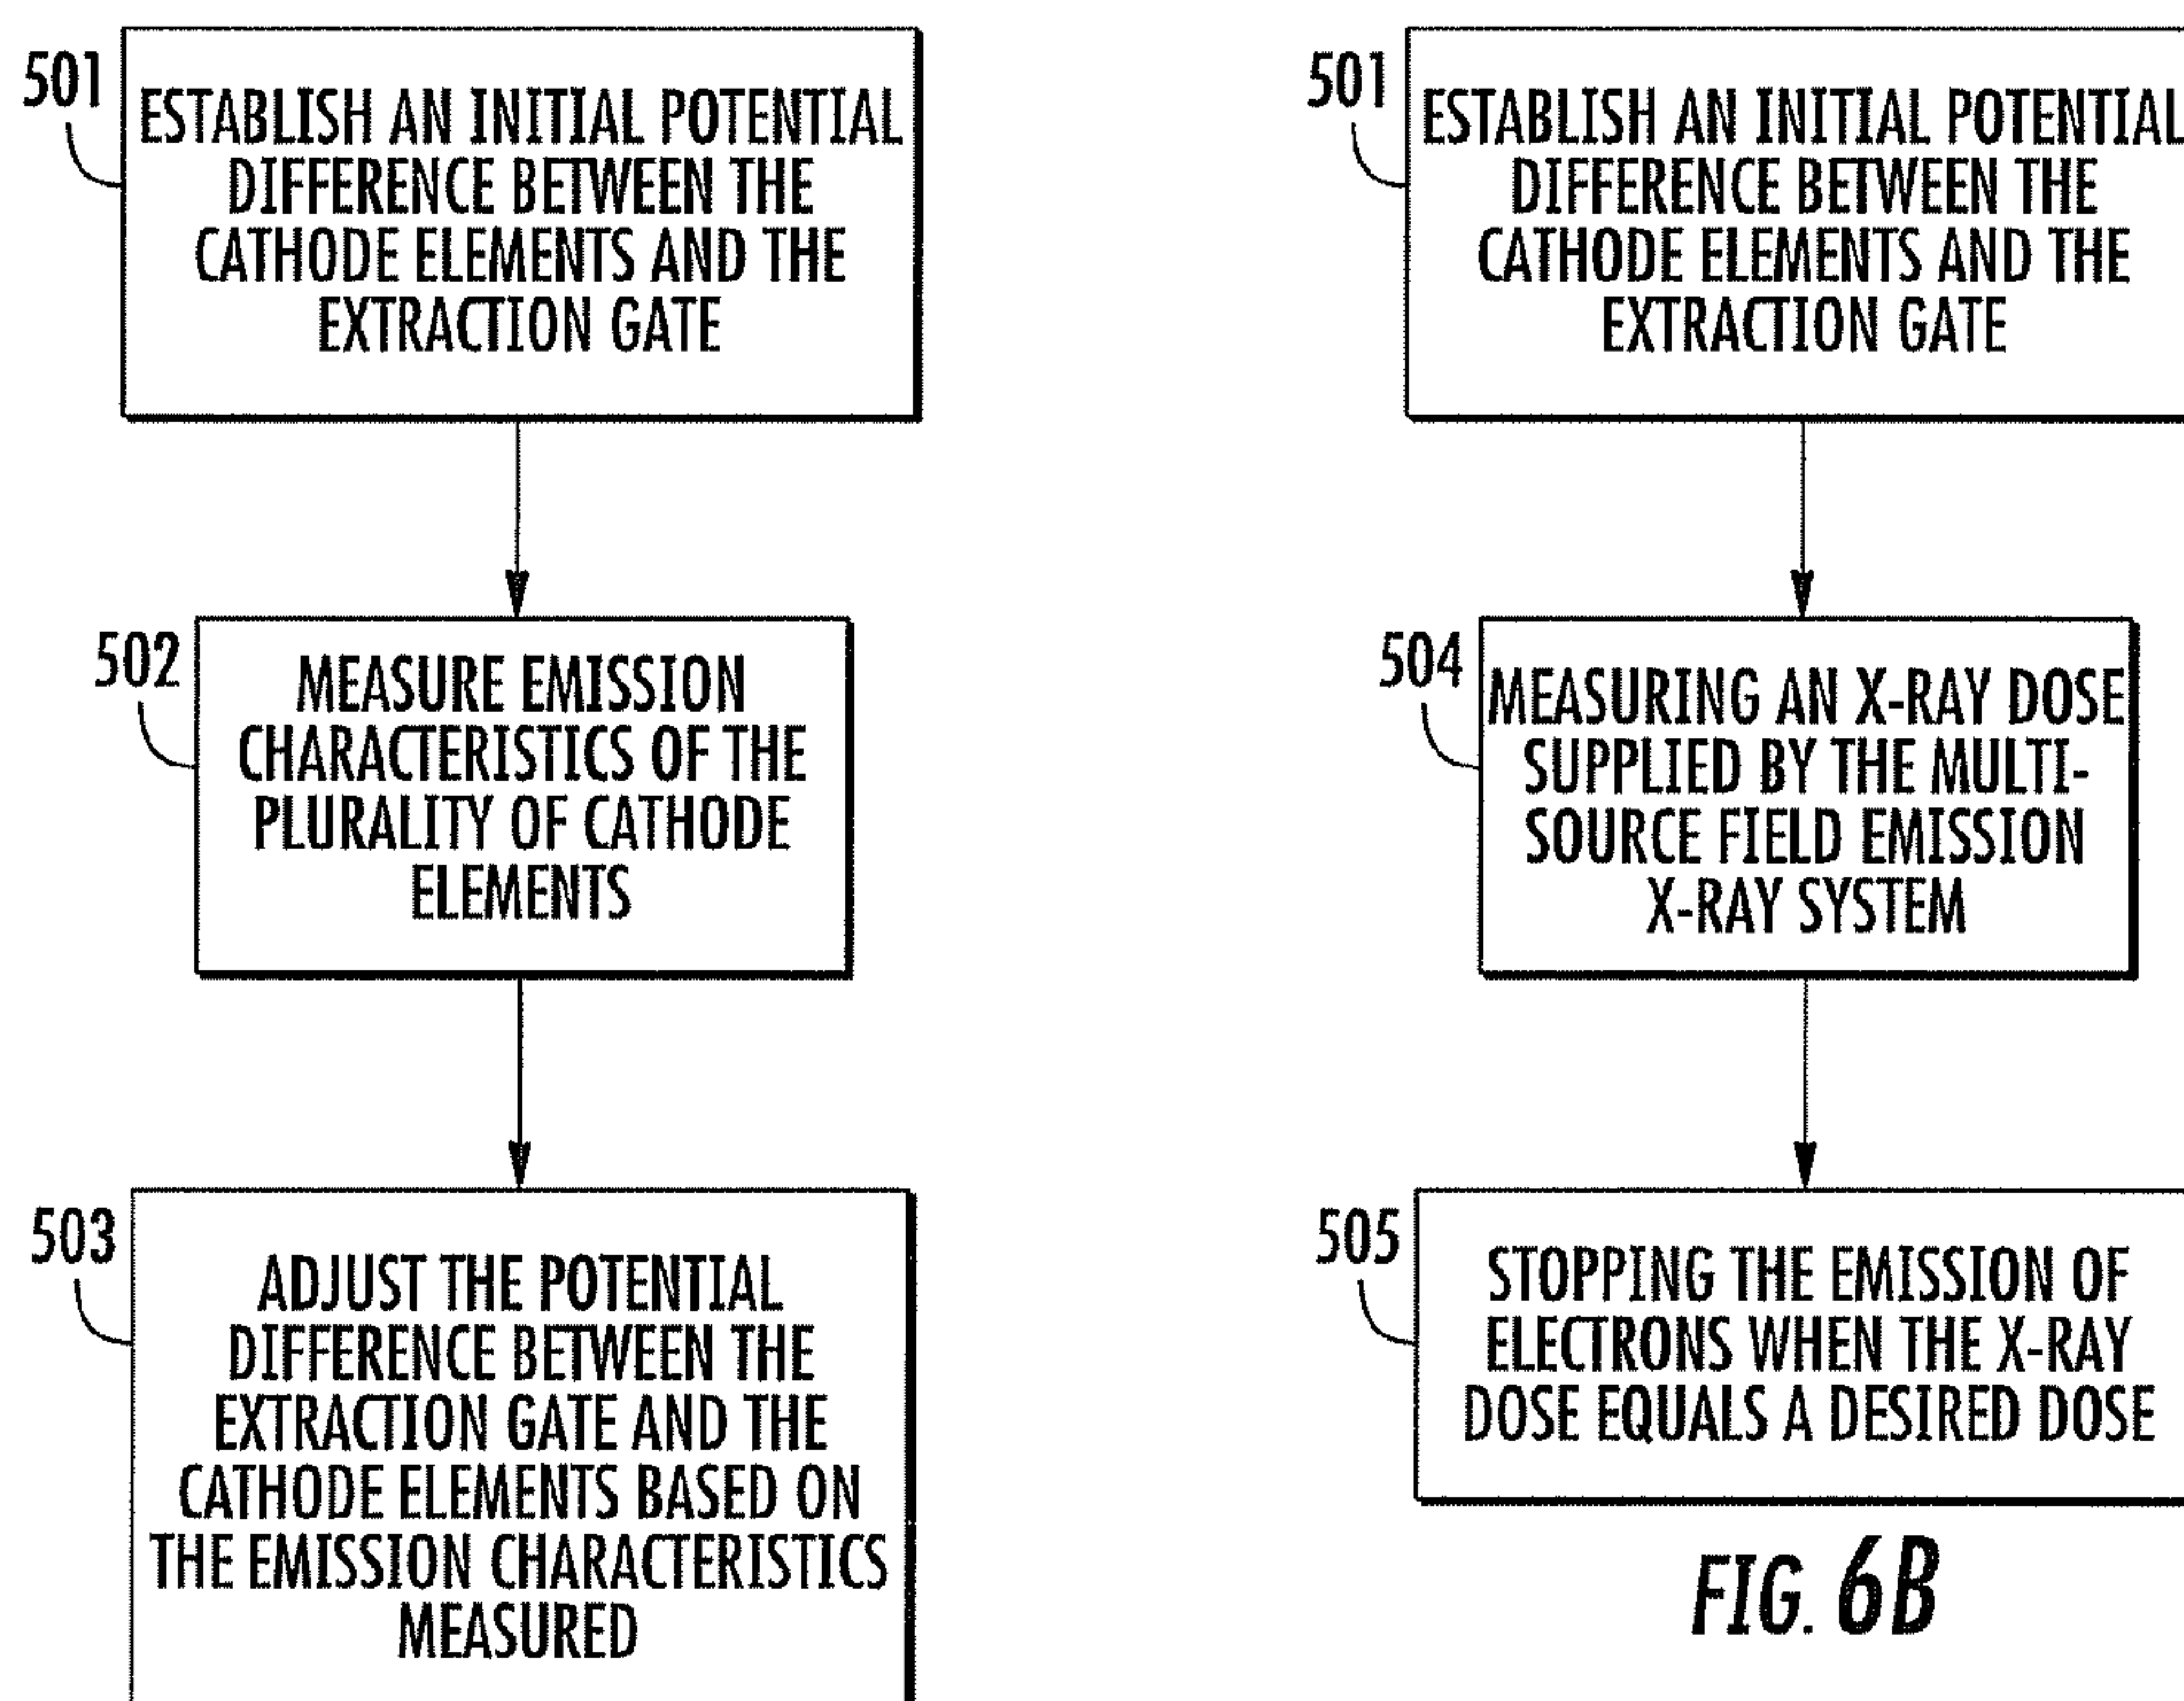 501
ESTABLISH AN INITIAL POTENTIAL
DIFFERENCE BETWEEN THE
CATHODE ELEMENTS AND THE
EXTRACTION GATE
502
MEASURE EMISSION
CHARACTERISTICS OF THE
PLURALITY OF CATHODE
ELEMENTS
503
ADJUST THE POTENTIAL
DIFFERENCE BETWEEN THE
EXTRACTION GATE AND THE
CATHODE ELEMENTS BASED ON
THE EMISSION CHARACTERISTICS
MEASURED
501
ESTABLISH AN INITIAL POTENTIAL
DIFFERENCE BETWEEN THE
CATHODE ELEMENTS AND THE
EXTRACTION GATE
504
MEASURING AN X-RAY DOSE
SUPPLIED BY THE MULTI-
SOURCE FIELD EMISSION
X-RAY SYSTEM
505
STOPPING THE EMISSION OF
ELECTRONS WHEN THE X-RAY
DOSE EQUALS A DESIRED DOSE
FIG. 6B